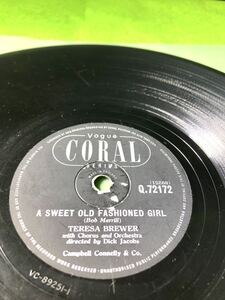 Vogue
CORAL
SERIES
Q.72172
A SWEET OLD FASHIONED GIRL
(Bob Merrill)
TERESA BREWER
with Chorus and Orchestra
directed by Dick Jacobs
Campbell Connelly & Co.
VC-89251-1